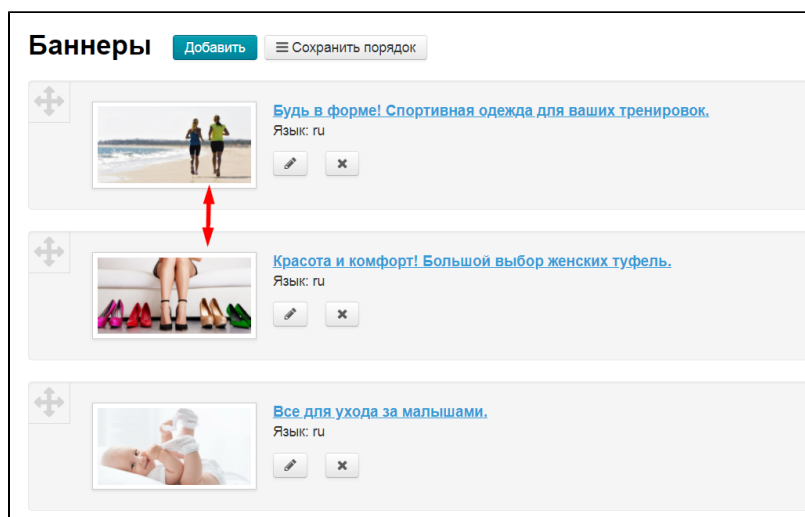 Баннеры
Добавить
Сохранить порядок
Будь в форме! Спортивная одежда для ваших тренировок.
Язык: ru
Красота и комфорт! Большой выбор женских туфель.
Язык: ru
Все для ухода за малышами.
Язык: ru